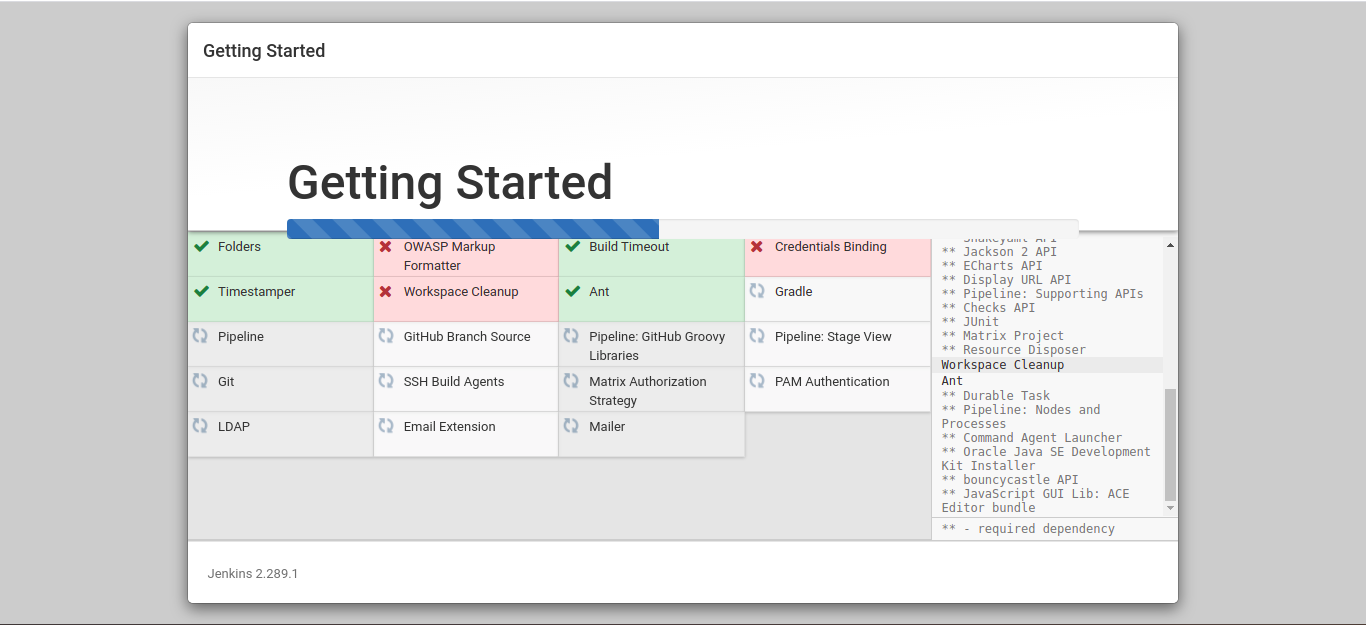 Getting Started
Getting Started
Folders
OWASP Markup
Formatter
Build Timeout
Credentials Binding
Timestamper
Workspace Cleanup
Ant
Gradle
Pipeline
GitHub Branch Source
Pipeline: GitHub Groovy
Libraries
Pipeline: Stage View
Git
SSH Build Agents
Matrix Authorization
Strategy
PAM Authentication
LDAP
Email Extension
Mailer
** SnakeYaml API
** Jackson 2 API
** ECharts API
** Display URL API
** Pipeline: Supporting APIs
** Checks API
** JUnit
** Matrix Project
** Resource Disposer
Workspace Cleanup
Ant
** Durable Task
** Pipeline: Nodes and
Processes
** Command Agent Launcher
** Oracle Java SE Development
Kit Installer
** bouncycastle API
** JavaScript GUI Lib: ACE
Editor bundle
** - required dependency
Jenkins 2.289.1